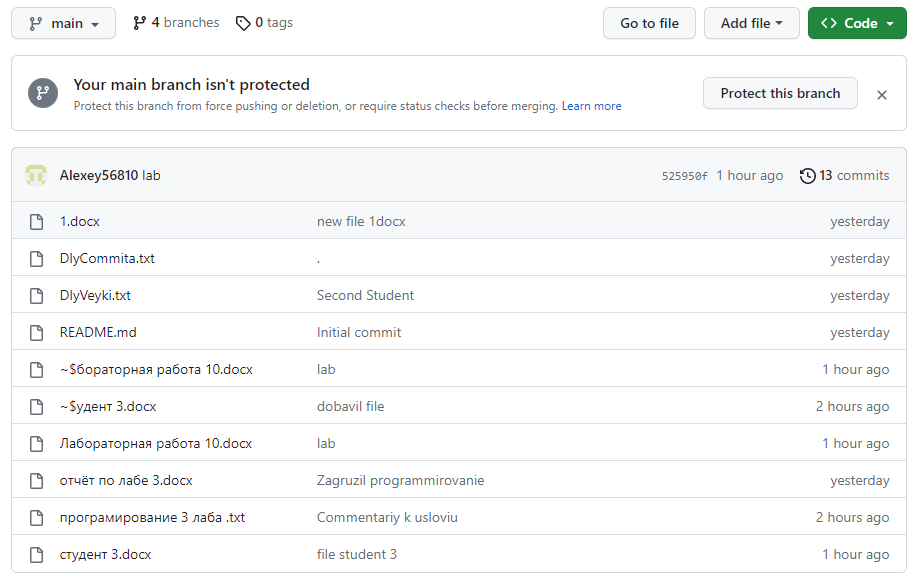 main 4 branches 0 tags Go to file Add file <> Code
Your main branch isn't protected
Protect this branch from force pushing or deletion, or require status checks before merging. Learn more
Protect this branch
Alexey56810 lab 525950f 1 hour ago 13 commits
1.docx new file 1docx yesterday
DlyCommita.txt . yesterday
DlyVeyki.txt Second Student yesterday
README.md Initial commit yesterday
~$бораторная работа 10.docx lab 1 hour ago
~$удент 3.docx dobavil file 2 hours ago
Лабораторная работа 10.docx lab 1 hour ago
отчёт по лабе 3.docx Zagruzil programmirovanie yesterday
програмирование 3 лаба .txt Commentariy k usloviu 2 hours ago
студент 3.docx file student 3 1 hour ago